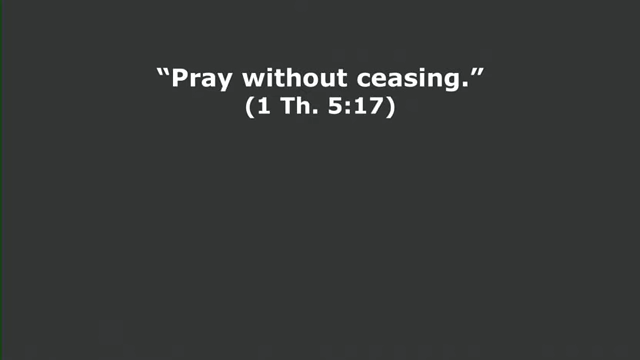 “Pray without ceasing.”
(1 Th. 5:17)